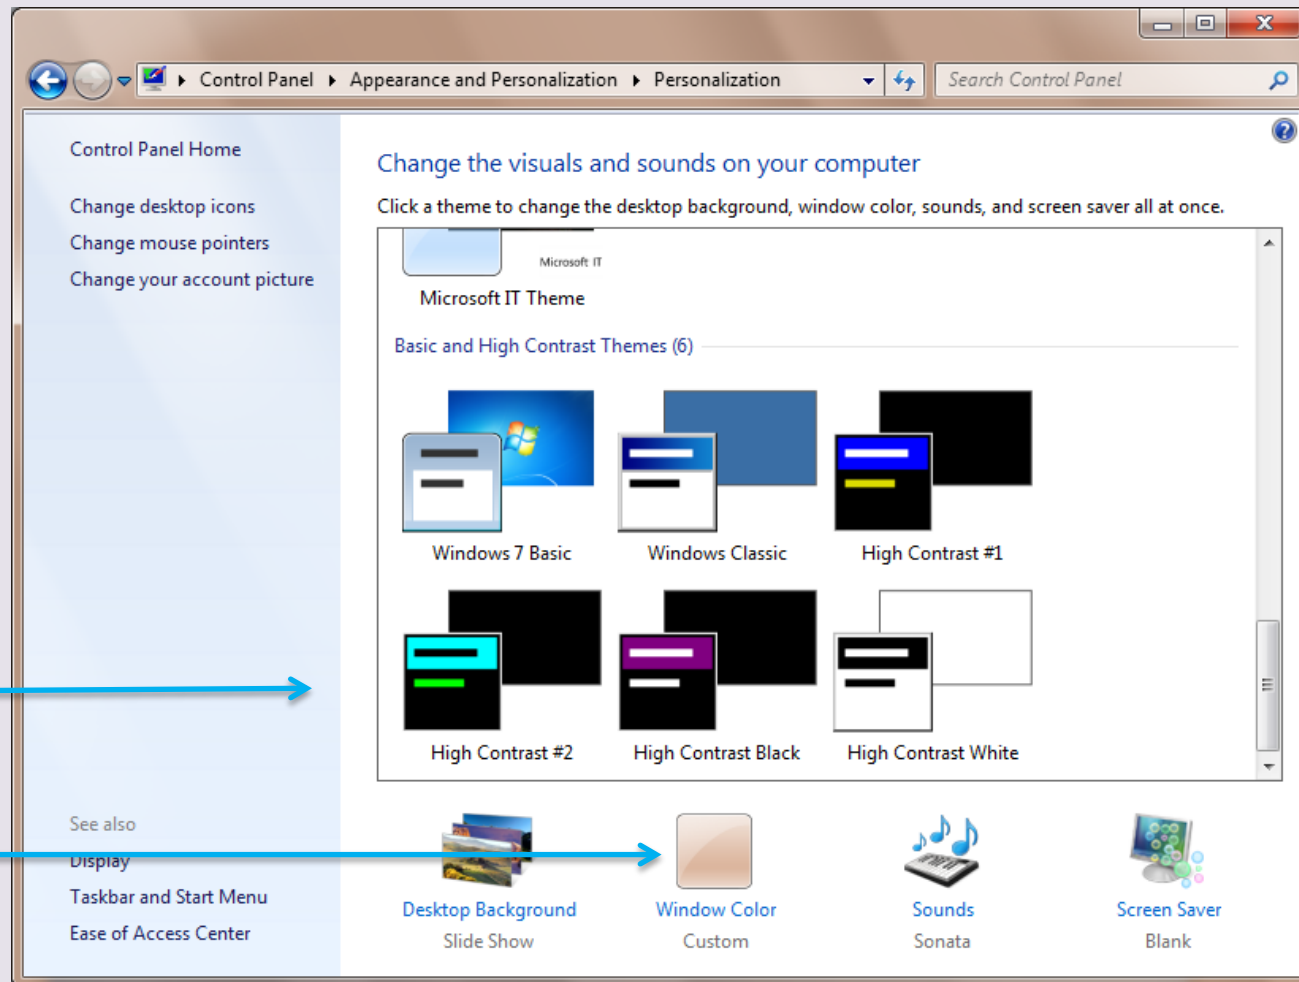 Control Panel Appearance and Personalization Personalization
Search Control Panel
Control Panel Home
Change desktop icons
Change mouse pointers
Change your account picture
See also
Display
Taskbar and Start Menu
Ease of Access Center
Change the visuals and sounds on your computer
Click a theme to change the desktop background, window color, sounds, and screen saver all at once.
Microsoft IT
Microsoft IT Theme
Basic and High Contrast Themes (6)
Windows 7 Basic
Windows Classic
High Contrast #1
High Contrast #2
High Contrast Black
High Contrast White
Desktop Background
Slide Show
Window Color
Custom
Sounds
Sonata
Screen Saver
Blank